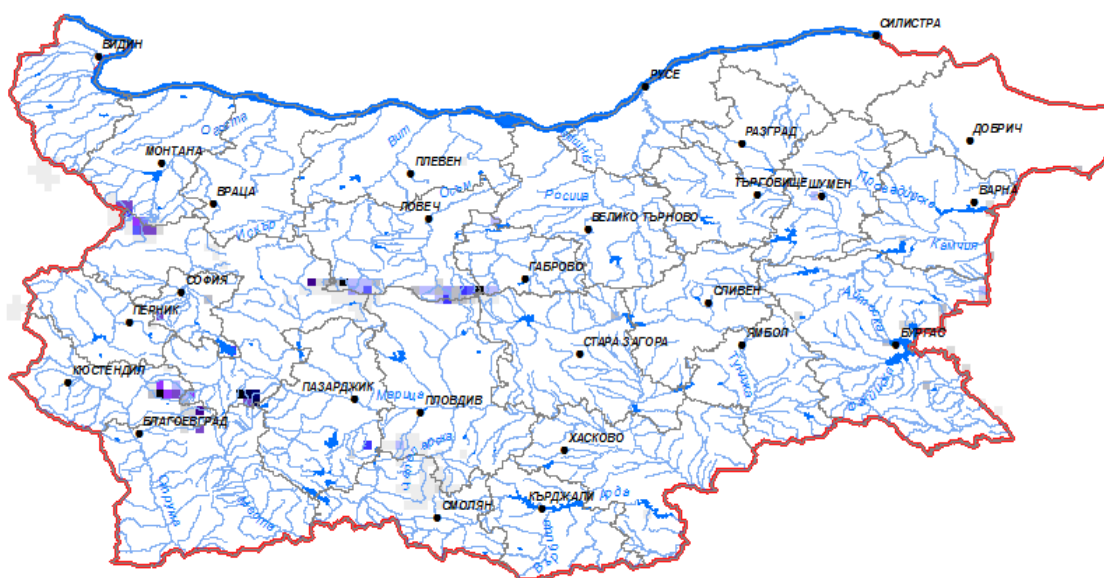 СИЛИСТРА
ВИДИН
РУСЕ
Огоста
Вит
РАЗГРАД
ДОБРИЧ
МОНТАНА
ПЛЕВЕН
ВРАЦА
Осъм
Росица
ТЪРГОВИЩЕ
ШУМЕН
Провадийска
ВАРНА
ЛОВЕЧ
Искър
ВЕЛИКО ТЪРНОВО
Камчия
СОФИЯ
ГАБРОВО
СЛИВЕН
ПЕРНИК
ЯМБОЛ
БУРГАС
СТАРА ЗАГОРА
Тунджа
КЮСТЕНДИЛ
ПАЗАРДЖИК
Марица
ПЛОВДИВ
БЛАГОЕВГРАД
ХАСКОВО
Струма
Места
СМОЛЯН
КЪРДЖАЛИ
Арда
Върбица